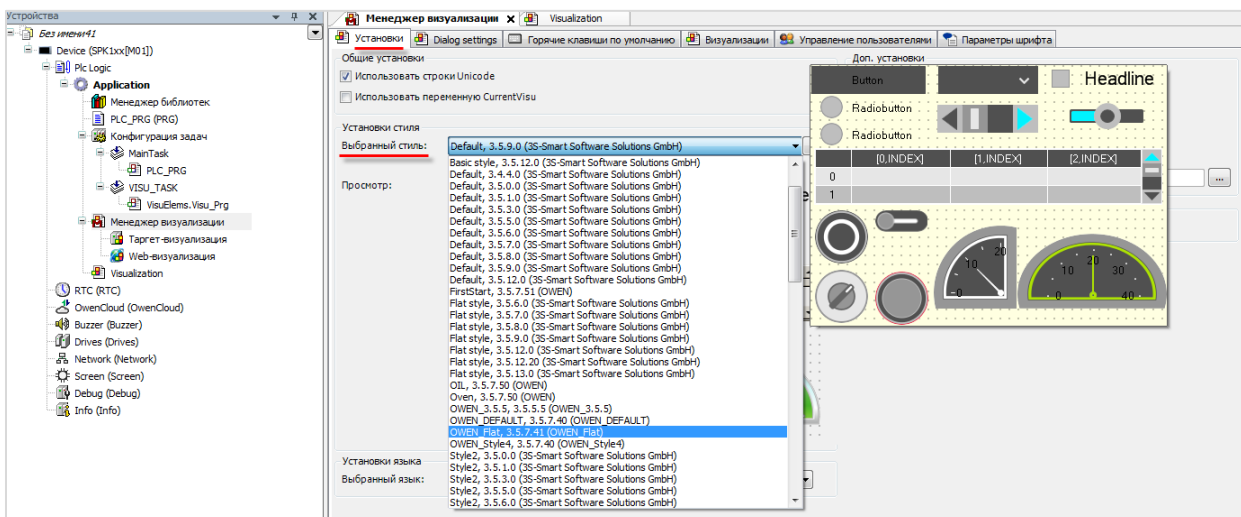 Устройства
Без имени41
Device (SPK1xx[M01])
Plc Logic
Application
Менеджер библиотек
PLC_PRG (PRG)
Конфигурация задач
MainTask
PLC_PRG
VISU_TASK
VisuElems.Visu_Prg
Менеджер визуализации
Таргет-визуализация
Web-визуализация
Visualization
RTC (RTC)
OwenCloud (OwenCloud)
Buzzer (Buzzer)
Drives (Drives)
Network (Network)
Screen (Screen)
Debug (Debug)
Info (Info)
Менеджер визуализации Visualization
Установки Dialog settings Горячие клавиши по умолчанию Визуализации Управление пользователями Параметры шрифта
Общие установки
Использовать строки Unicode
Использовать переменную CurrentVisu
Установки стиля
Выбранный стиль: Default, 3.5.9.0 (3S-Smart Software Solutions GmbH)
Просмотр:
Basic style, 3.5.12.0 (3S-Smart Software Solutions GmbH)
Default, 3.4.4.0 (3S-Smart Software Solutions GmbH)
Default, 3.5.0.0 (3S-Smart Software Solutions GmbH)
Default, 3.5.1.0 (3S-Smart Software Solutions GmbH)
Default, 3.5.3.0 (3S-Smart Software Solutions GmbH)
Default, 3.5.5.0 (3S-Smart Software Solutions GmbH)
Default, 3.5.6.0 (3S-Smart Software Solutions GmbH)
Default, 3.5.7.0 (3S-Smart Software Solutions GmbH)
Default, 3.5.8.0 (3S-Smart Software Solutions GmbH)
Default, 3.5.9.0 (3S-Smart Software Solutions GmbH)
Default, 3.5.12.0 (3S-Smart Software Solutions GmbH)
FirstStart, 3.5.7.51 (OWEN)
Flat style, 3.5.6.0 (3S-Smart Software Solutions GmbH)
Flat style, 3.5.7.0 (3S-Smart Software Solutions GmbH)
Flat style, 3.5.8.0 (3S-Smart Software Solutions GmbH)
Flat style, 3.5.9.0 (3S-Smart Software Solutions GmbH)
Flat style, 3.5.12.0 (3S-Smart Software Solutions GmbH)
Flat style, 3.5.12.20 (3S-Smart Software Solutions GmbH)
Flat style, 3.5.13.0 (3S-Smart Software Solutions GmbH)
OIL, 3.5.7.50 (OWEN)
Oven, 3.5.7.50 (OWEN)
OWEN_3.5.5, 3.5.5.5 (OWEN_3.5.5)
OWEN_DEFAULT, 3.5.7.40 (OWEN_DEFAULT)
OWEN_Flat, 3.5.7.41 (OWEN_Flat)
OWEN_Style4, 3.5.7.40 (OWEN_Style4)
Style2, 3.5.0.0 (3S-Smart Software Solutions GmbH)
Style2, 3.5.1.0 (3S-Smart Software Solutions GmbH)
Style2, 3.5.3.0 (3S-Smart Software Solutions GmbH)
Style2, 3.5.5.0 (3S-Smart Software Solutions GmbH)
Style2, 3.5.6.0 (3S-Smart Software Solutions GmbH)
Установки языка
Выбранный язык:
Доп. установки
Button Headline
Radiobutton
Radiobutton
[0,INDEX] [1,INDEX] [2,INDEX]
0
1
0 10 20
0 10 20 30 40
...